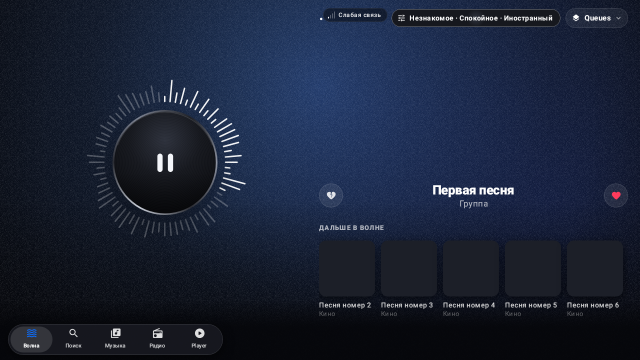 Слабая связь
Незнакомое · Спокойное · Иностранный
Queues
Первая песня
Группа
ДАЛЬШЕ В ВОЛНЕ
Песня номер 2
Песня номер 3
Песня номер 4
Песня номер 5
Песня номер 6
Кино
Кино
Кино
Кино
Кино
Волна
Поиск
Музыка
Радио
Player